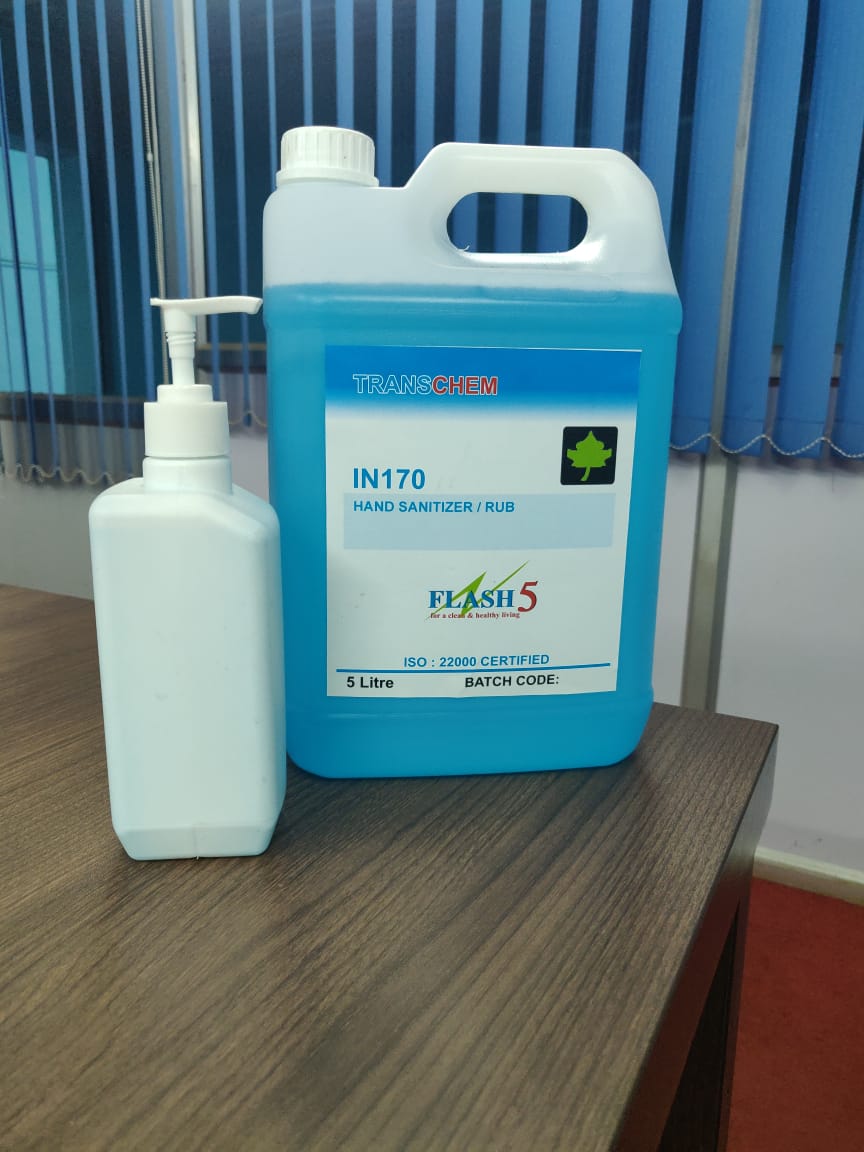 TRANSCHEM
IN170
HAND SANITIZER / RUB
FLASH 5
for a clean & healthy living
ISO : 22000 CERTIFIED
5 Litre BATCH CODE: